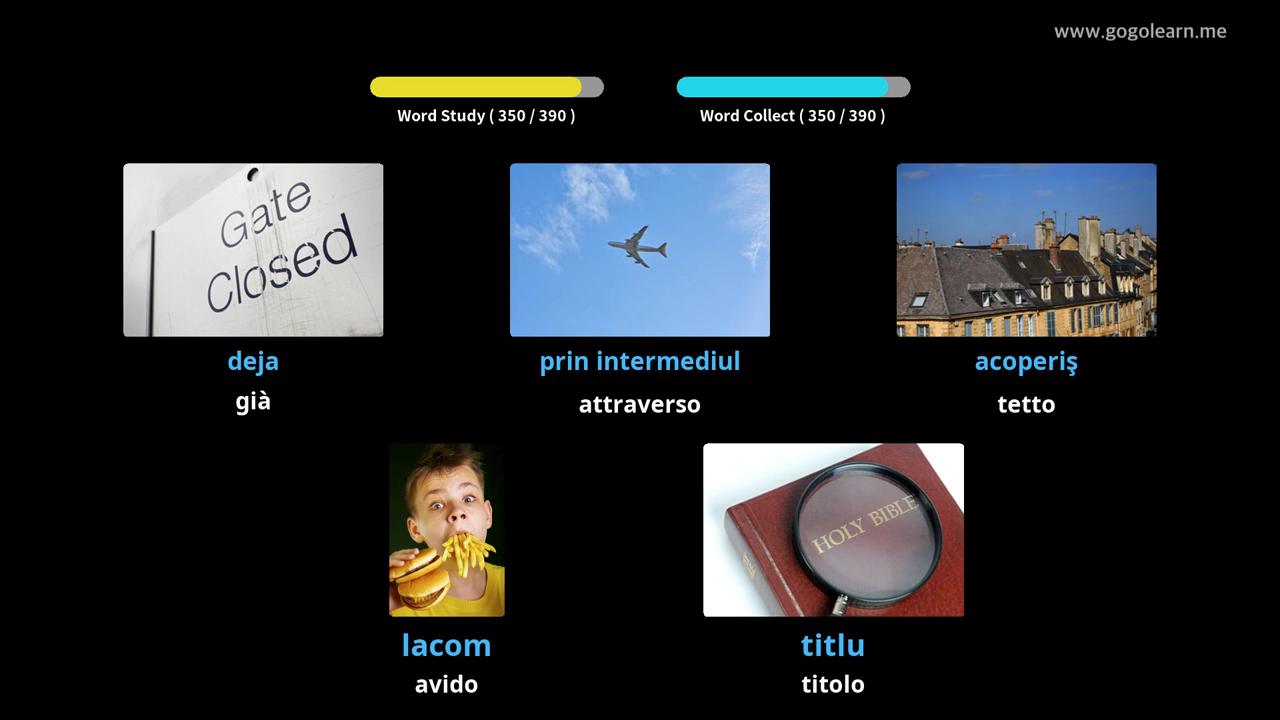 www.gogolearn.me
Word Study ( 350 / 390 )
Word Collect ( 350 / 390 )
Gate
Closed
deja
prin intermediul
acoperiş
già
attraverso
tetto
HOLY BIBLE
lacom
titlu
avido
titolo